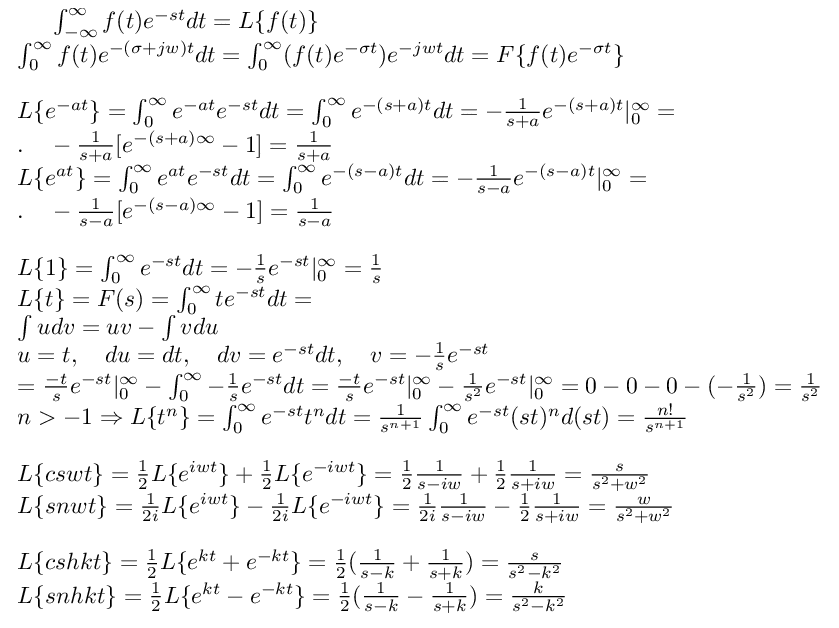 $\int_{-\infty}^{\infty} f(t)e^{-st}dt = L\{f(t)\}$
$\int_0^{\infty} f(t)e^{-(\sigma+jw)t}dt = \int_0^{\infty}(f(t)e^{-\sigma t})e^{-jwt}dt = F\{f(t)e^{-\sigma t}\}$
$L\{e^{-at}\} = \int_0^{\infty} e^{-at}e^{-st}dt = \int_0^{\infty} e^{-(s+a)t}dt = -\frac{1}{s+a}e^{-(s+a)t}|_0^{\infty} =$
$. \quad -\frac{1}{s+a}[e^{-(s+a)\infty} - 1] = \frac{1}{s+a}$
$L\{e^{at}\} = \int_0^{\infty} e^{at}e^{-st}dt = \int_0^{\infty} e^{-(s-a)t}dt = -\frac{1}{s-a}e^{-(s-a)t}|_0^{\infty} =$
$. \quad -\frac{1}{s-a}[e^{-(s-a)\infty} - 1] = \frac{1}{s-a}$
$L\{1\} = \int_0^{\infty} e^{-st}dt = -\frac{1}{s}e^{-st}|_0^{\infty} = \frac{1}{s}$
$L\{t\} = F(s) = \int_0^{\infty} te^{-st}dt =$
$\int udv = uv - \int vdu$
$u = t, \quad du = dt, \quad dv = e^{-st}dt, \quad v = -\frac{1}{s}e^{-st}$
$= \frac{-t}{s}e^{-st}|_0^{\infty} - \int_0^{\infty} -\frac{1}{s}e^{-st}dt = \frac{-t}{s}e^{-st}|_0^{\infty} - \frac{1}{s^2}e^{-st}|_0^{\infty} = 0 - 0 - 0 - (-\frac{1}{s^2}) = \frac{1}{s^2}$
$n > -1 \Rightarrow L\{t^n\} = \int_0^{\infty} e^{-st}t^n dt = \frac{1}{s^{n+1}} \int_0^{\infty} e^{-st}(st)^n d(st) = \frac{n!}{s^{n+1}}$
$L\{cswt\} = \frac{1}{2}L\{e^{iwt}\} + \frac{1}{2}L\{e^{-iwt}\} = \frac{1}{2}\frac{1}{s-iw} + \frac{1}{2}\frac{1}{s+iw} = \frac{s}{s^2+w^2}$
$L\{snwt\} = \frac{1}{2i}L\{e^{iwt}\} - \frac{1}{2i}L\{e^{-iwt}\} = \frac{1}{2i}\frac{1}{s-iw} - \frac{1}{2}\frac{1}{s+iw} = \frac{w}{s^2+w^2}$
$L\{cshkt\} = \frac{1}{2}L\{e^{kt} + e^{-kt}\} = \frac{1}{2}(\frac{1}{s-k} + \frac{1}{s+k}) = \frac{s}{s^2-k^2}$
$L\{snhkt\} = \frac{1}{2}L\{e^{kt} - e^{-kt}\} = \frac{1}{2}(\frac{1}{s-k} - \frac{1}{s+k}) = \frac{k}{s^2-k^2}$